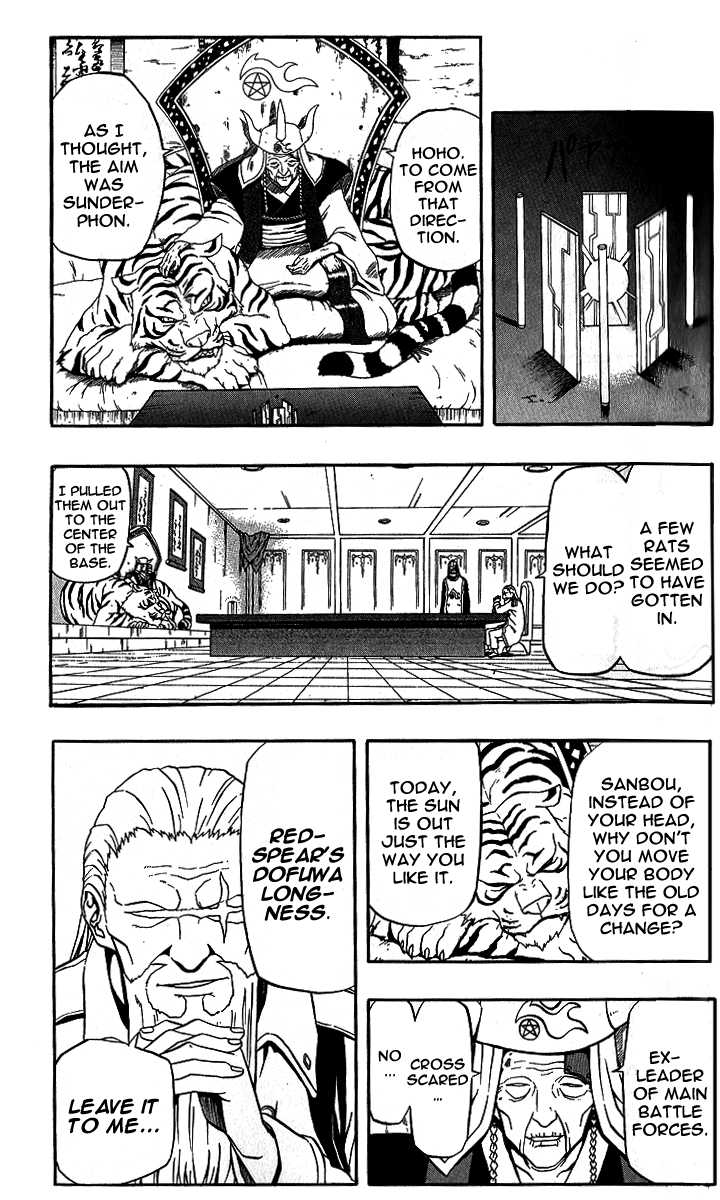 HOHO.
TO COME
FROM
THAT
DIREC-
TION.
AS I
THOUGHT,
THE AIM
WAS
SUNDER-
PHON.
A FEW
RATS
SEEMED
TO HAVE
GOTTEN
IN.
WHAT
SHOULD
WE DO?
I PULLED
THEM OUT
TO THE
CENTER
OF THE
BASE.
SANBOU,
INSTEAD OF
YOUR HEAD,
WHY DON'T
YOU MOVE
YOUR BODY
LIKE THE OLD
DAYS FOR A
CHANGE?
TODAY,
THE SUN
IS OUT
JUST THE
WAY YOU
LIKE IT.
EX-
LEADER
OF MAIN
BATTLE
FORCES.
CROSS
SCARED
...
NO
...
RED-
SPEAR'S
DOFUWA
LONG-
NESS.
LEAVE IT
TO ME...